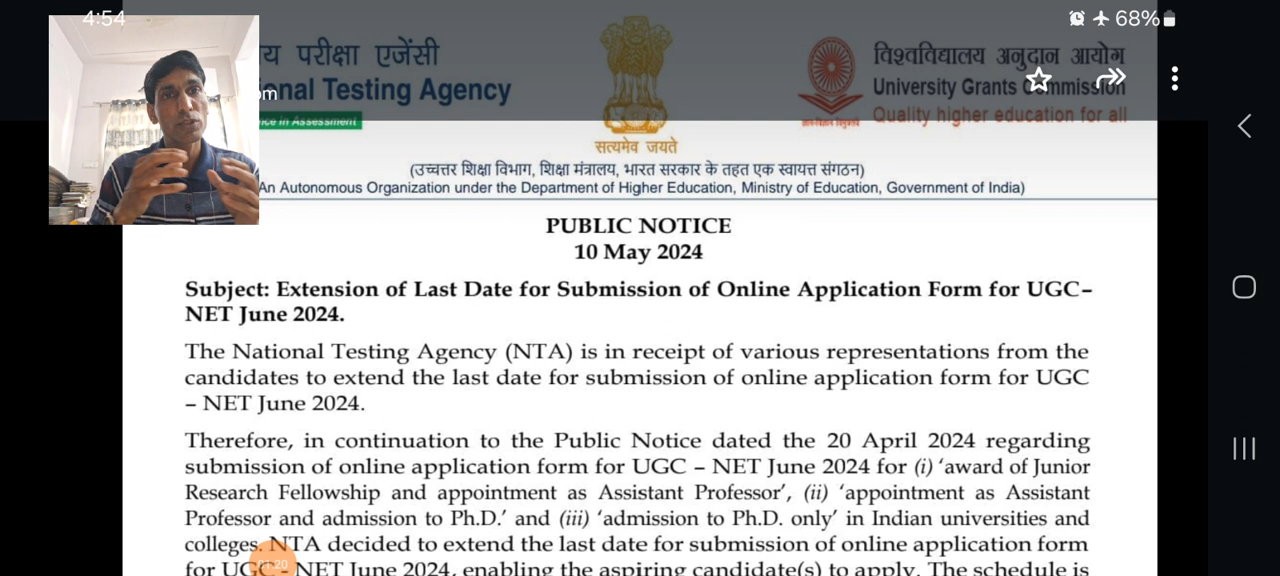 4:54
68%
य परीक्षा एजेंसी
विश्वविद्यालय अनुदान आयोग
nal Testing Agency
University Grants Commission
om
ce in Assessment
Quality higher education for all
सत्यमेव जयते
(उच्चत्तर शिक्षा विभाग, शिक्षा मंत्रालय, भारत सरकार के तहत एक स्वायत्त संगठन)
An Autonomous Organization under the Department of Higher Education, Ministry of Education, Government of India)
PUBLIC NOTICE
10 May 2024
Subject: Extension of Last Date for Submission of Online Application Form for UGC–
NET June 2024.
The National Testing Agency (NTA) is in receipt of various representations from the
candidates to extend the last date for submission of online application form for UGC
– NET June 2024.
Therefore, in continuation to the Public Notice dated the 20 April 2024 regarding
submission of online application form for UGC – NET June 2024 for (i) ‘award of Junior
Research Fellowship and appointment as Assistant Professor’, (ii) ‘appointment as Assistant
Professor and admission to Ph.D.’ and (iii) ‘admission to Ph.D. only’ in Indian universities and
colleges. NTA decided to extend the last date for submission of online application form
01:20
for UGC – NET June 2024, enabling the aspiring candidate(s) to apply. The schedule is